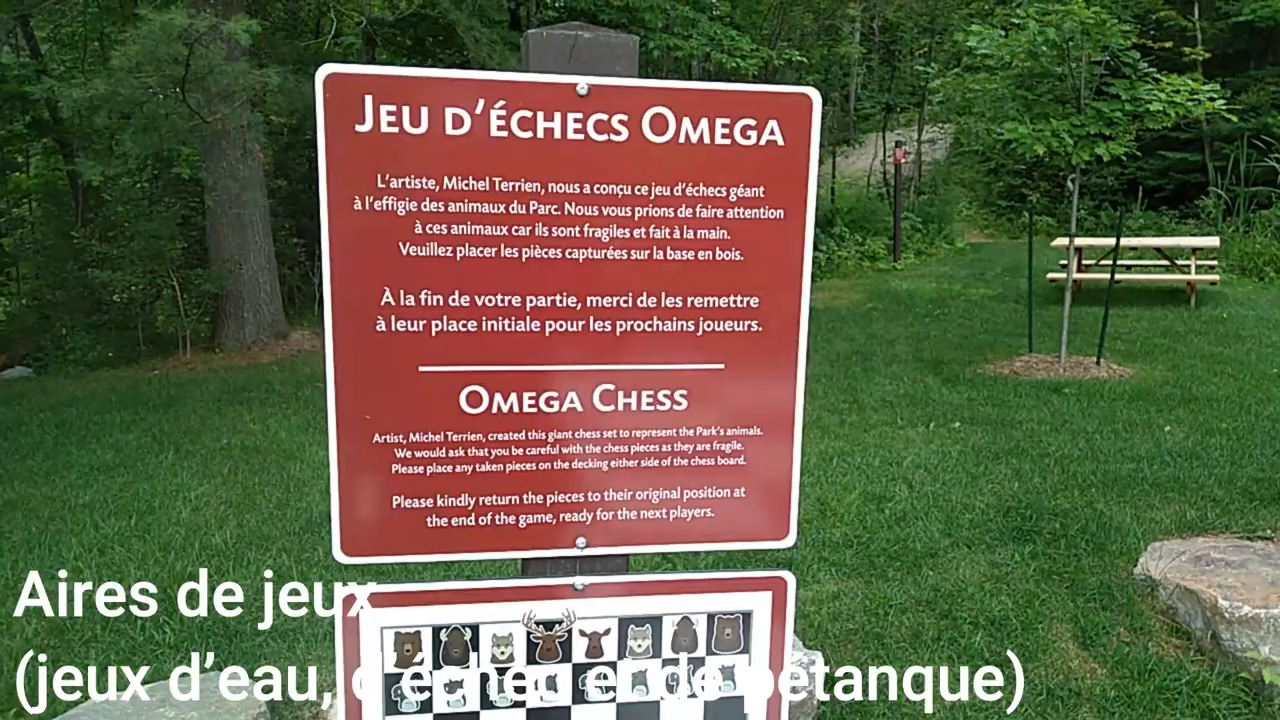 JEU D'ÉCHECS OMEGA
L'artiste, Michel Terrien, nous a conçu ce jeu d'échecs géant
à l'effigie des animaux du Parc. Nous vous prions de faire attention
à ces animaux car ils sont fragiles et fait à la main.
Veuillez placer les pièces capturées sur la base en bois.
À la fin de votre partie, merci de les remettre
à leur place initiale pour les prochains joueurs.
OMEGA CHESS
Artist, Michel Terrien, created this giant chess set to represent the Park's animals.
We would ask that you be careful with the chess pieces as they are fragile.
Please place any taken pieces on the decking either side of the chess board.
Please kindly return the pieces to their original position at
the end of the game, ready for the next players.
Aires de jeux
(jeux d'eau, d'échec et de pétanque)